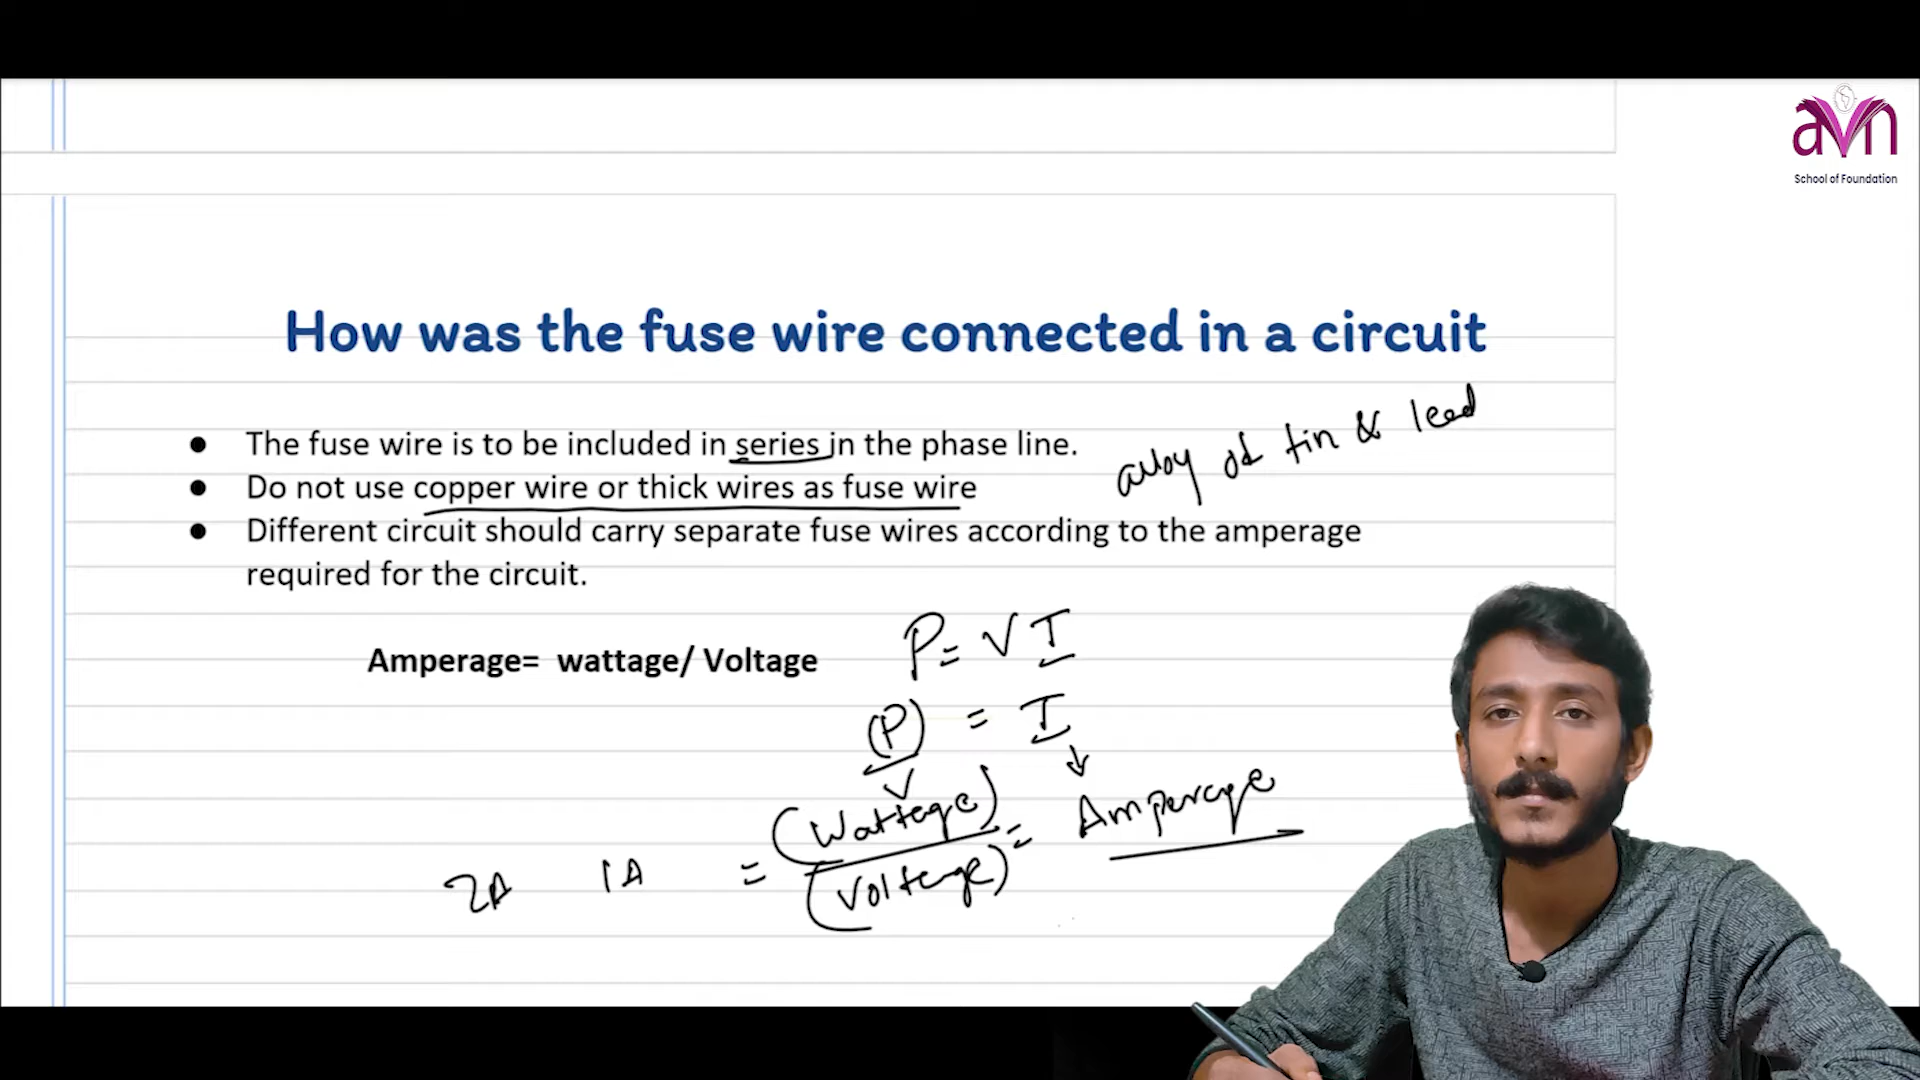 avn
School of Foundation
How was the fuse wire connected in a circuit
● The fuse wire is to be included in series in the phase line.
alloy of tin & lead
● Do not use copper wire or thick wires as fuse wire
● Different circuit should carry separate fuse wires according to the amperage
required for the circuit.
Amperage= wattage/ Voltage
P = V I
(P) = I
V
2A 1A = (Wattage) = Amperage
(Voltage)